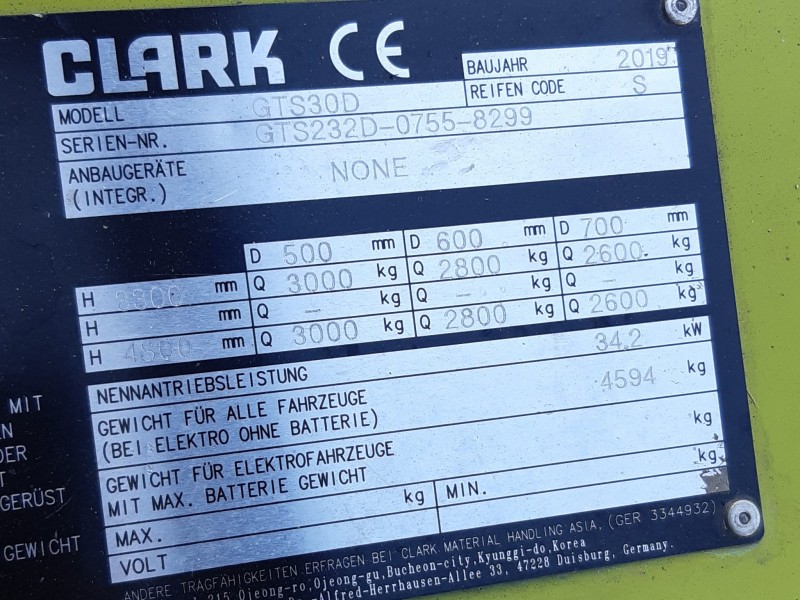 CLARK CE
BAUJAHR 2019
REIFEN CODE S
MODELL GTS30D
SERIEN-NR. GTS232D-0755-8299
ANBAUGERÄTE
(INTEGR.) NONE
D 500 mm D 600 mm D 700 mm
H mm Q 3000 kg Q 2800 kg Q 2600 kg
H mm Q - kg Q - kg Q - kg
H mm Q 3000 kg Q 2800 kg Q 2600 kg
NENNANTRIEBSLEISTUNG 34.2 kW
GEWICHT FÜR ALLE FAHRZEUGE 4594 kg
(BEI ELEKTRO OHNE BATTERIE)
GEWICHT FÜR ELEKTROFAHRZEUGE kg
MIT MAX. BATTERIE GEWICHT kg
MAX. kg MIN.
VOLT
MIT
GERÜST
GEWICHT
ANDERE TRAGFÄHIGKEITEN ERFRAGEN BEI CLARK MATERIAL HANDLING ASIA, (GER 3344932)
215 Ojeong-ro, Ojeong-gu, Bucheon-city, Kyunggi-do, Korea
-Alfred-Herrhausen-Allee 33, 47228 Duisburg, Germany.